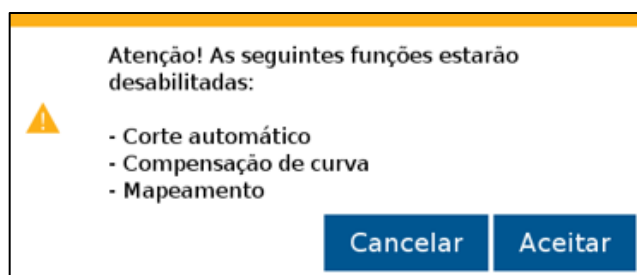 Atenção! As seguintes funções estarão
desabilitadas:
- Corte automático
- Compensação de curva
- Mapeamento
Cancelar Aceitar